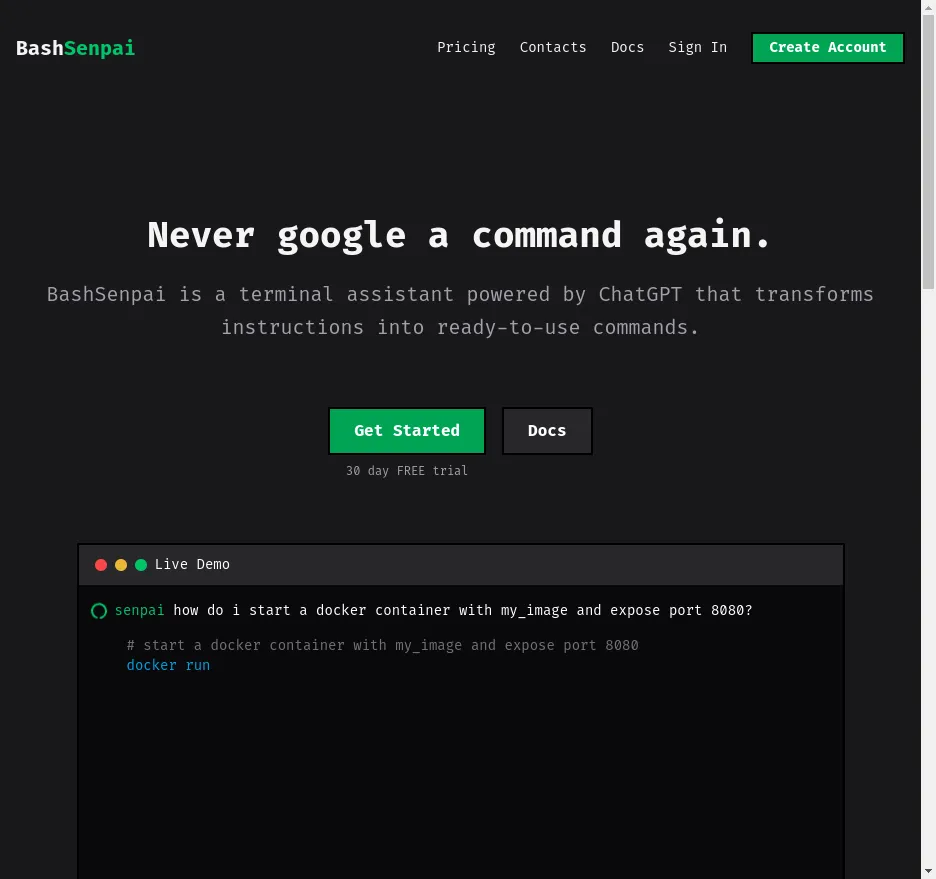 BashSenpai
Pricing
Contacts
Docs
Sign In
Create Account
Never google a command again.
BashSenpai is a terminal assistant powered by ChatGPT that transforms
instructions into ready-to-use commands.
Get Started
Docs
30 day FREE trial
Live Demo
senpai how do i start a docker container with my_image and expose port 8080?
# start a docker container with my_image and expose port 8080
docker run